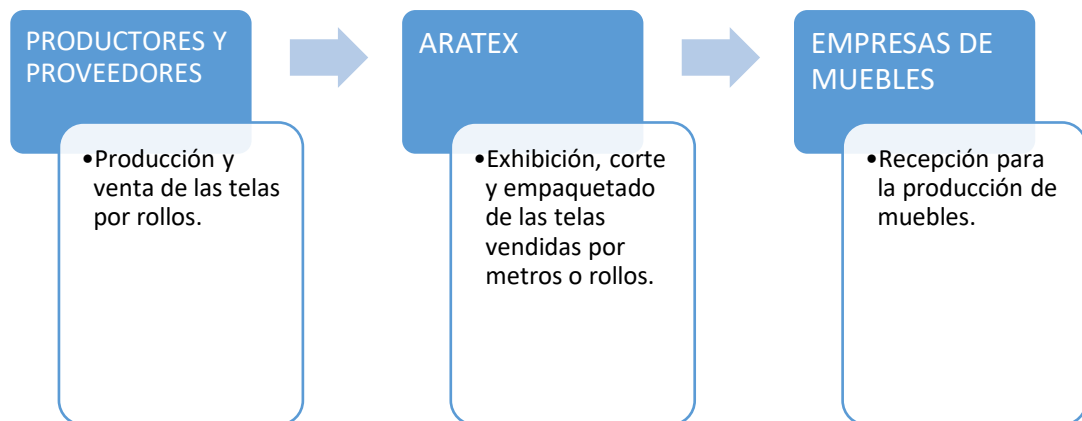 PRODUCTORES Y
PROVEEDORES
•Producción y
venta de las telas
por rollos.
ARATEX
•Exhibición, corte
y empaquetado
de las telas
vendidas por
metros o rollos.
EMPRESAS DE
MUEBLES
•Recepción para
la producción de
muebles.